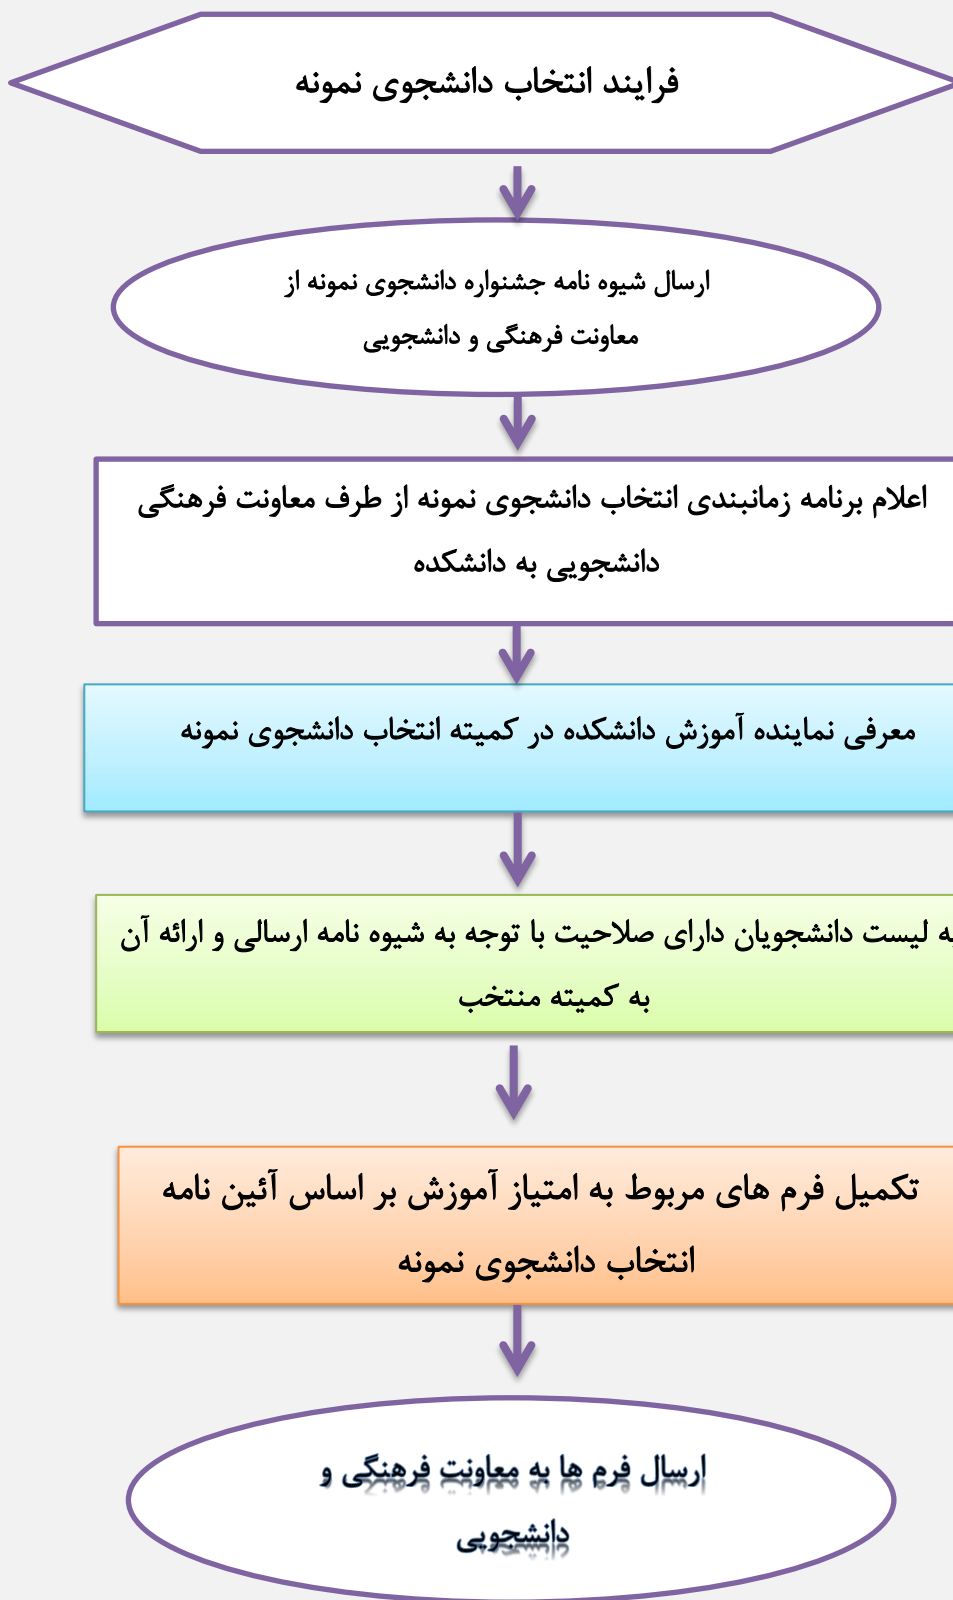 فرایند انتخاب دانشجوی نمونه
ارسال شیوه نامه جشنواره دانشجوی نمونه از
معاونت فرهنگی و دانشجویی
اعلام برنامه زمانبندی انتخاب دانشجوی نمونه از طرف معاونت فرهنگی
دانشجویی به دانشکده
معرفی نماینده آموزش دانشکده در کمیته انتخاب دانشجوی نمونه
لیست دانشجویان دارای صلاحیت با توجه به شیوه نامه ارسالی و ارائه آن
به کمیته منتخب
تکمیل فرم های مربوط به امتیاز آموزش بر اساس آئین نامه
انتخاب دانشجوی نمونه
ارسال فرم ها به معاونت فرهنگی و
دانشجویی